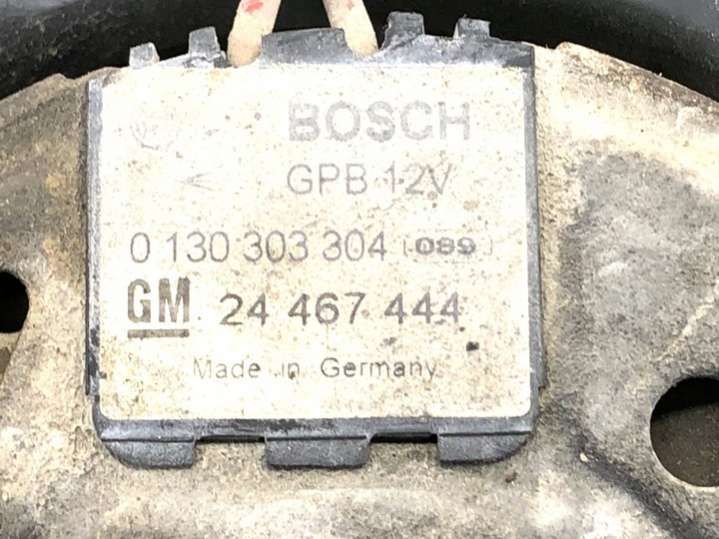 BOSCH
GPB 12V
0 130 303 304 (089)
GM 24 467 444
Made in Germany